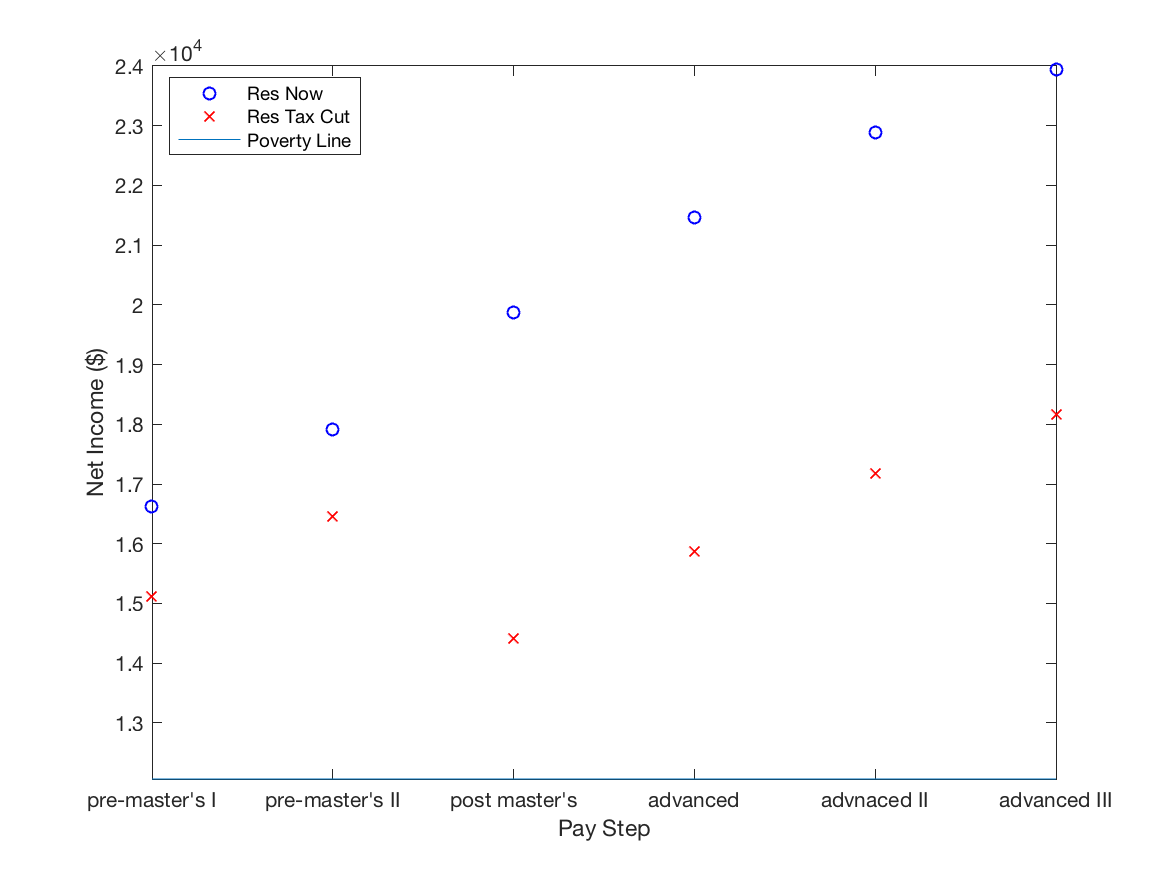 ×10⁴
2.4
2.3
2.2
2.1
2
1.9
1.8
1.7
1.6
1.5
1.4
1.3
Net Income ($)
Res Now
Res Tax Cut
Poverty Line
pre-master's I
pre-master's II
post master's
advanced
advnaced II
advanced III
Pay Step